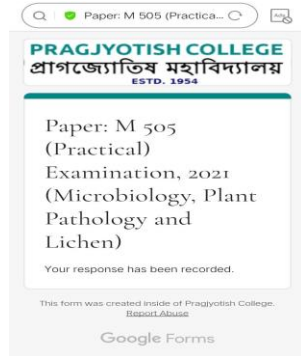 Paper: M 505 (Practica...
PRAGJYOTISH COLLEGE
প্রাগজ্যোতিষ মহাবিদ্যালয়
ESTD. 1954
Paper: M 505
(Practical)
Examination, 2021
(Microbiology, Plant
Pathology and
Lichen)
Your response has been recorded.
This form was created inside of Pragjyotish College.
Report Abuse
Google Forms